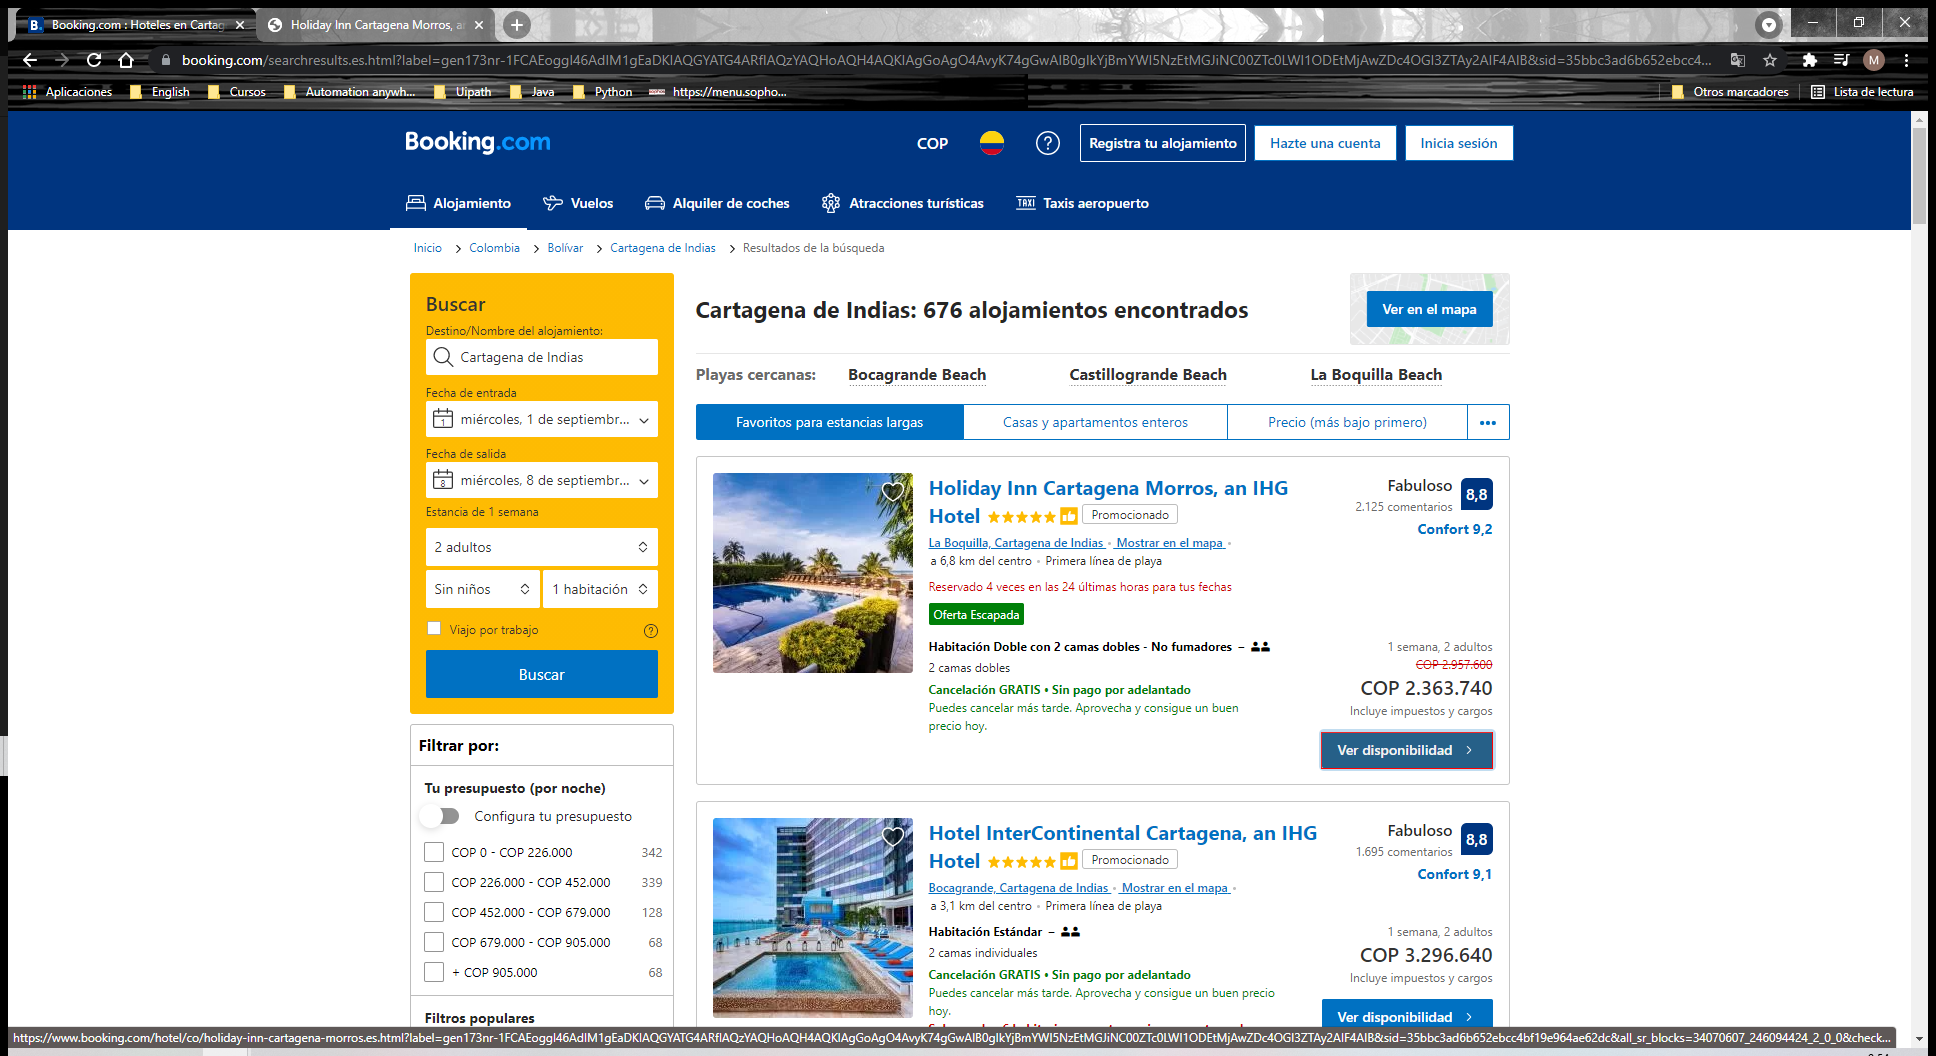 Booking.com : Hoteles en Cartag
Holiday Inn Cartagena Morros, a
booking.com/searchresults.es.html?label=gen173nr-1FCAEoggI46AdIM1gEaDKIAQGYATG4ARfIAQzYAQHoAQH4AQKIAgGoAgO4AvyK74gGwAIB0gIkYjBmYWI5NzEtMGJiNC00ZTc0LWI1ODEtMjAwZDc4OGI3ZTAy2AIF4AIB&sid=35bbc3ad6b652ebcc4...
M
Aplicaciones
English
Cursos
Automation anywh...
Uipath
Java
Python
https://menu.sopho...
Otros marcadores
Lista de lectura
Booking.com
COP
Registra tu alojamiento
Hazte una cuenta
Inicia sesión
Alojamiento
Vuelos
Alquiler de coches
Atracciones turísticas
TAXI Taxis aeropuerto
Inicio > Colombia > Bolívar > Cartagena de Indias > Resultados de la búsqueda
Buscar
Destino/Nombre del alojamiento:
Cartagena de Indias
Fecha de entrada
1 miércoles, 1 de septiembr...
Fecha de salida
8 miércoles, 8 de septiembr...
Estancia de 1 semana
2 adultos
Sin niños
1 habitación
Viajo por trabajo
Buscar
Filtrar por:
Tu presupuesto (por noche)
Configura tu presupuesto
COP 0 - COP 226.000 342
COP 226.000 - COP 452.000 339
COP 452.000 - COP 679.000 128
COP 679.000 - COP 905.000 68
+ COP 905.000 68
Filtros populares
Cartagena de Indias: 676 alojamientos encontrados
Ver en el mapa
Playas cercanas: Bocagrande Beach Castillogrande Beach La Boquilla Beach
Favoritos para estancias largas
Casas y apartamentos enteros
Precio (más bajo primero)
Holiday Inn Cartagena Morros, an IHG
Hotel Promocionado
La Boquilla, Cartagena de Indias • Mostrar en el mapa •
a 6,8 km del centro • Primera línea de playa
Reservado 4 veces en las 24 últimas horas para tus fechas
Oferta Escapada
Habitación Doble con 2 camas dobles - No fumadores –
2 camas dobles
Cancelación GRATIS • Sin pago por adelantado
Puedes cancelar más tarde. Aprovecha y consigue un buen
precio hoy.
Fabuloso 8,8
2.125 comentarios
Confort 9,2
1 semana, 2 adultos
COP 2.957.600
COP 2.363.740
Incluye impuestos y cargos
Ver disponibilidad
Hotel InterContinental Cartagena, an IHG
Hotel Promocionado
Bocagrande, Cartagena de Indias • Mostrar en el mapa •
a 3,1 km del centro • Primera línea de playa
Habitación Estándar –
2 camas individuales
Cancelación GRATIS • Sin pago por adelantado
Puedes cancelar más tarde. Aprovecha y consigue un buen precio
hoy.
Fabuloso 8,8
1.695 comentarios
Confort 9,1
1 semana, 2 adultos
COP 3.296.640
Incluye impuestos y cargos
Ver disponibilidad
https://www.booking.com/hotel/co/holiday-inn-cartagena-morros.es.html?label=gen173nr-1FCAEoggI46AdIM1gEaDKIAQGYATG4ARfIAQzYAQHoAQH4AQKIAgGoAgO4AvyK74gGwAIB0gIkYjBmYWI5NzEtMGJiNC00ZTc0LWI1ODEtMjAwZDc4OGI3ZTAy2AIF4AIB&sid=35bbc3ad6b652ebcc4bf19e964ae62dc&all_sr_blocks=34070607_246094424_2_0_0&check...